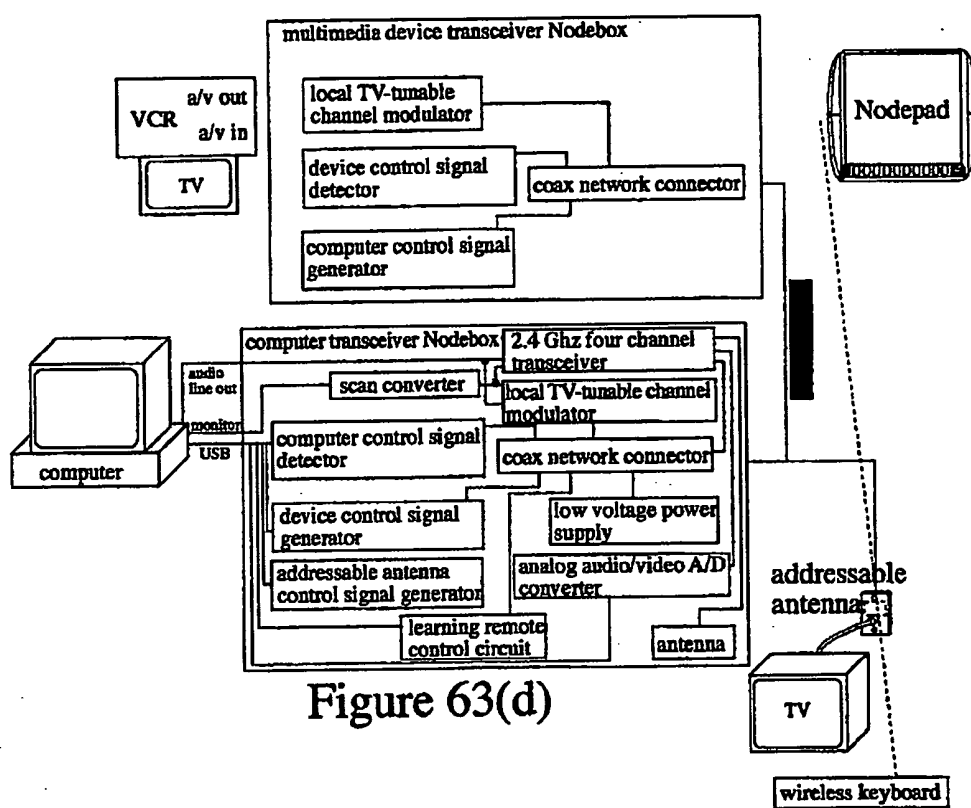 multimedia device transceiver Nodebox
a/v out
VCR
a/v in
TV
local TV-tunable
channel modulator
device control signal
detector
coax network connector
computer control signal
generator
Nodepad
computer transceiver Nodebox
2.4 Ghz four channel
transceiver
audio
line out
scan converter
local TV-tunable channel
modulator
monitor
USB
computer
computer control signal
detector
coax network connector
device control signal
generator
low voltage power
supply
addressable antenna
control signal generator
analog audio/video A/D
converter
learning remote
control circuit
antenna
addressable
antenna
TV
wireless keyboard
Figure 63(d)